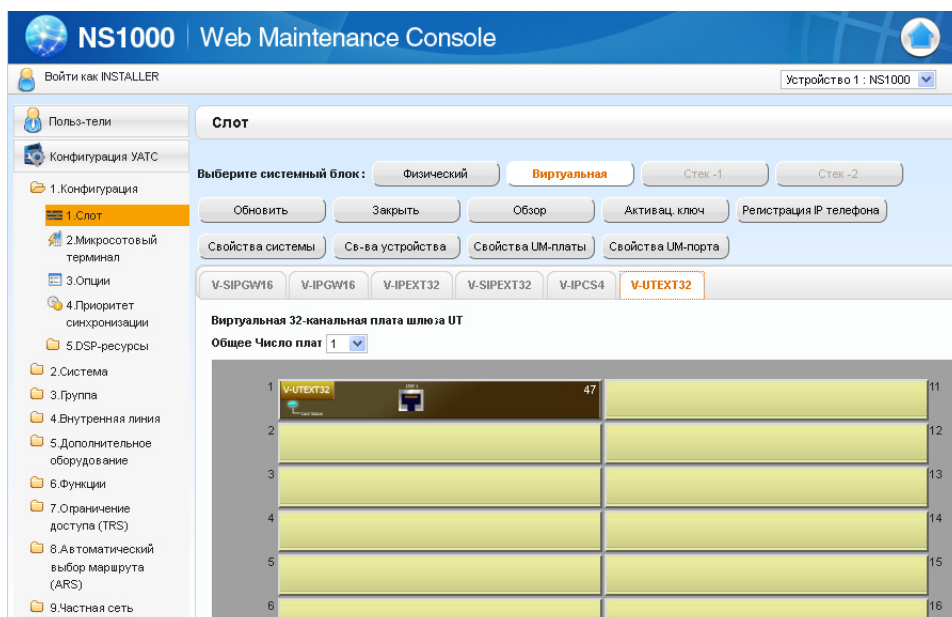 NS1000 Web Maintenance Console
Войти как INSTALLER
Устройство 1 : NS1000
Польз-тели
Конфигурация УАТС
1.Конфигурация
1.Слот
2.Микросотовый
терминал
3.Опции
4.Приоритет
синхронизации
5.DSP-ресурсы
2.Система
3.Группа
4.Внутренняя линия
5.Дополнительное
оборудование
6.Функции
7.Ограничение
доступа (TRS)
8.Автоматический
выбор маршрута
(ARS)
9.Частная сеть
Слот
Выберите системный блок : Физический Виртуальная Стек -1 Стек -2
Обновить Закрыть Обзор Активац. ключ Регистрация IP телефона
Свойства системы Св-ва устройства Свойства UM-платы Свойства UM-порта
V-SIPGW16 V-IPGW16 V-IPEXT32 V-SIPEXT32 V-IPCS4 V-UTEXT32
Виртуальная 32-канальная плата шлюза UT
Общее Число плат 1
1 V-UTEXT32 47 11
Card Status
2 12
3 13
4 14
5 15
6 16